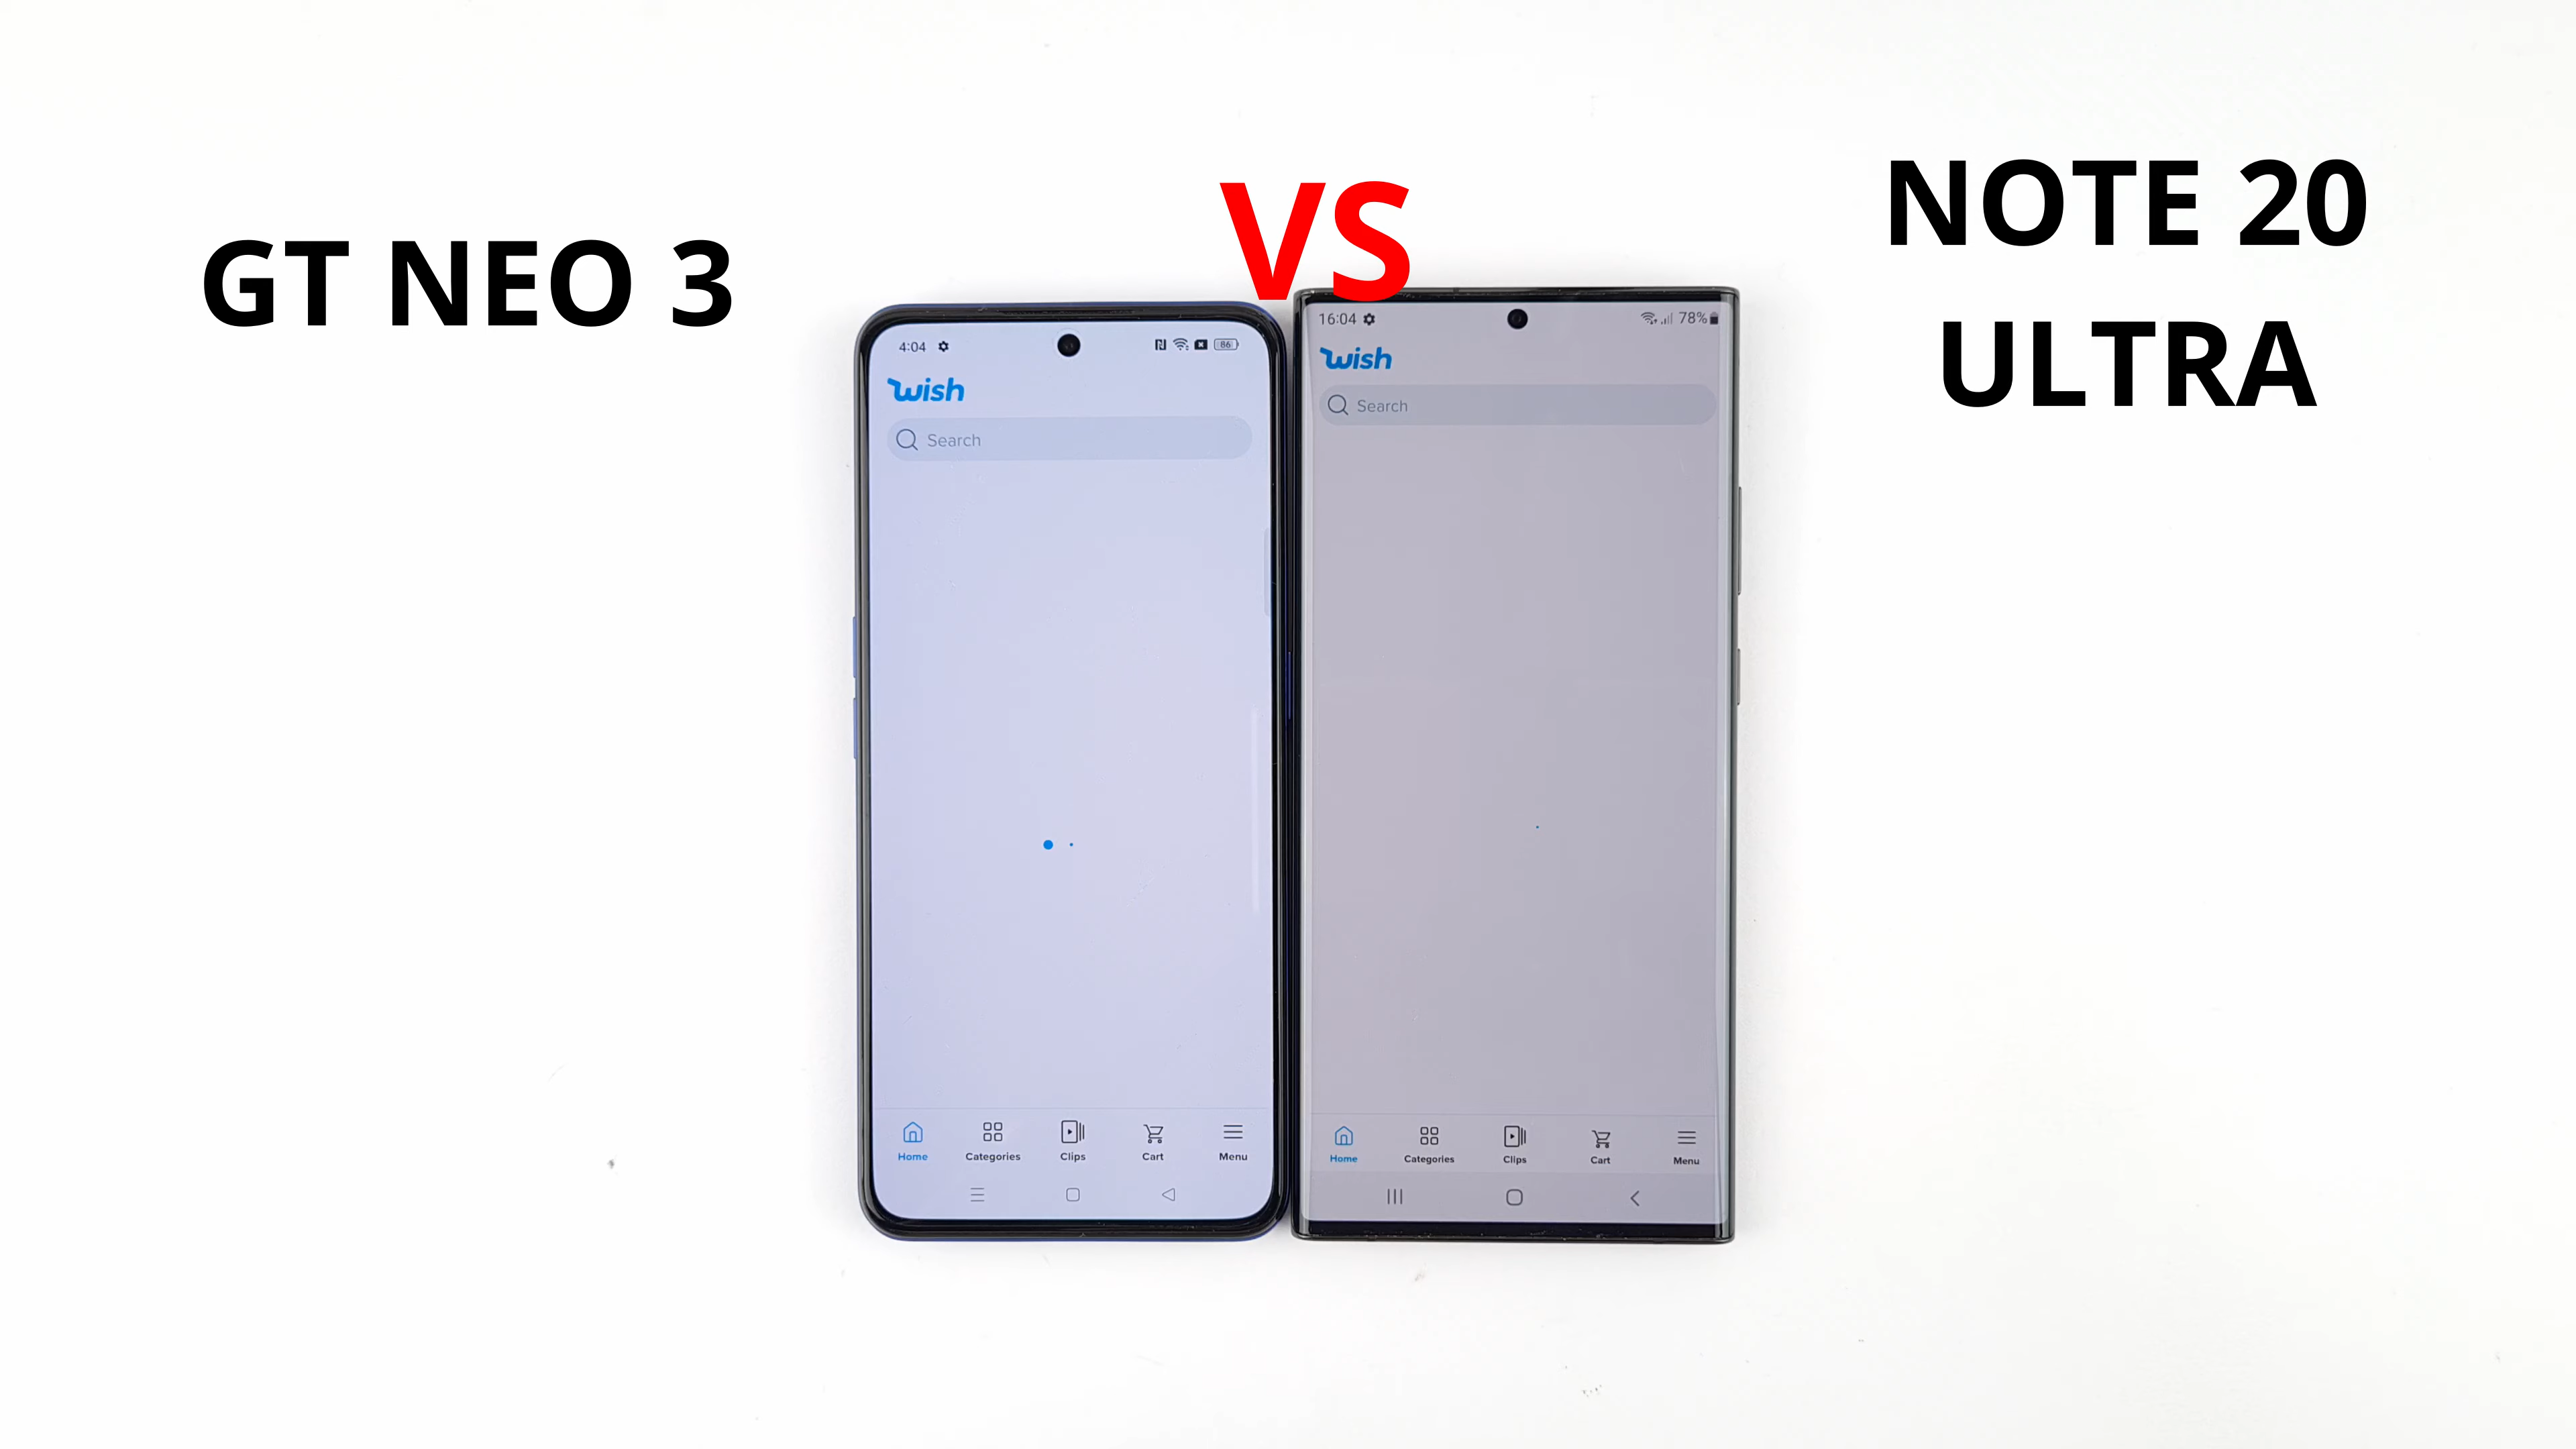 GT NEO 3
VS
NOTE 20
ULTRA
4:04
86
wish
Search
Home
Categories
Clips
Cart
Menu
16:04
78%
wish
Search
Home
Categories
Clips
Cart
Menu